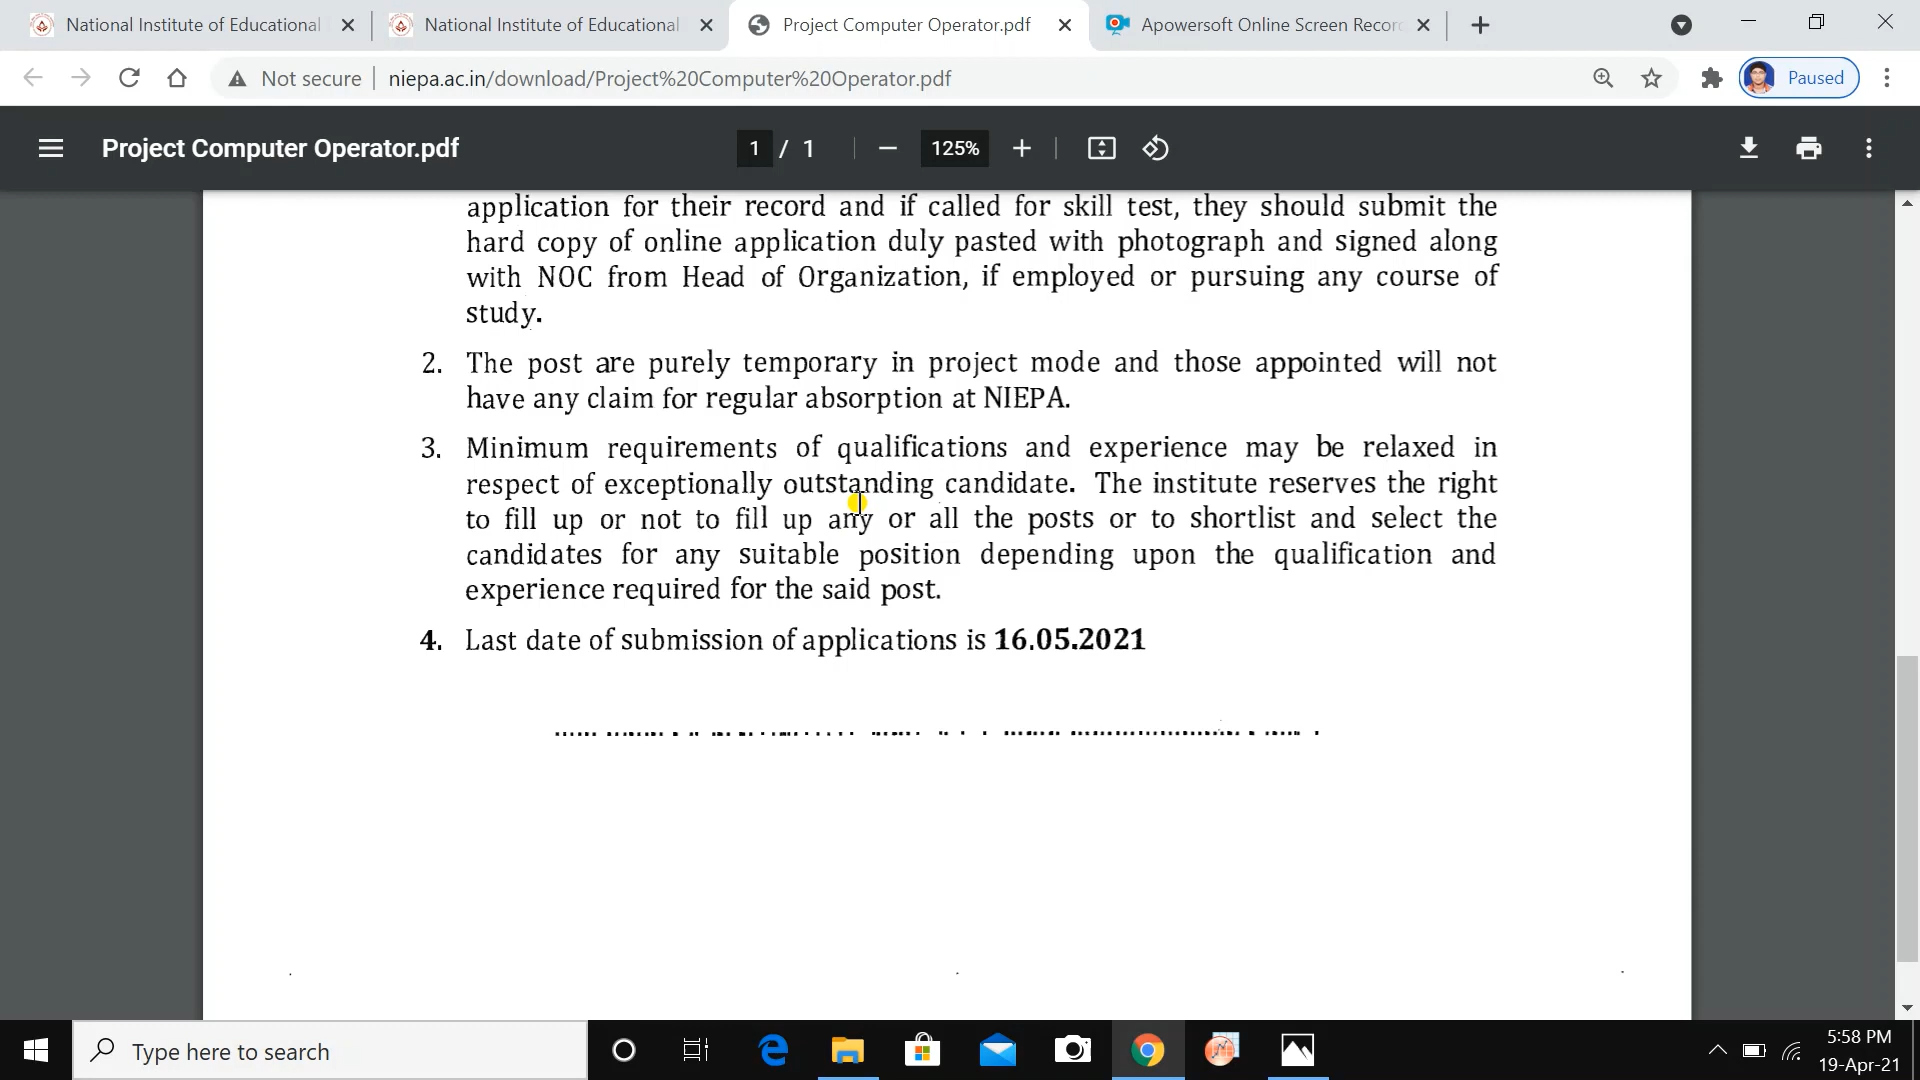 National Institute of Educational
National Institute of Educational
Project Computer Operator.pdf
Apowersoft Online Screen Recor
Not secure
niepa.ac.in/download/Project%20Computer%20Operator.pdf
Paused
Project Computer Operator.pdf
1 / 1
125%
application for their record and if called for skill test, they should submit the
hard copy of online application duly pasted with photograph and signed along
with NOC from Head of Organization, if employed or pursuing any course of
study.
2. The post are purely temporary in project mode and those appointed will not
have any claim for regular absorption at NIEPA.
3. Minimum requirements of qualifications and experience may be relaxed in
respect of exceptionally outstanding candidate. The institute reserves the right
to fill up or not to fill up any or all the posts or to shortlist and select the
candidates for any suitable position depending upon the qualification and
experience required for the said post.
4. Last date of submission of applications is 16.05.2021
Type here to search
5:58 PM
19-Apr-21